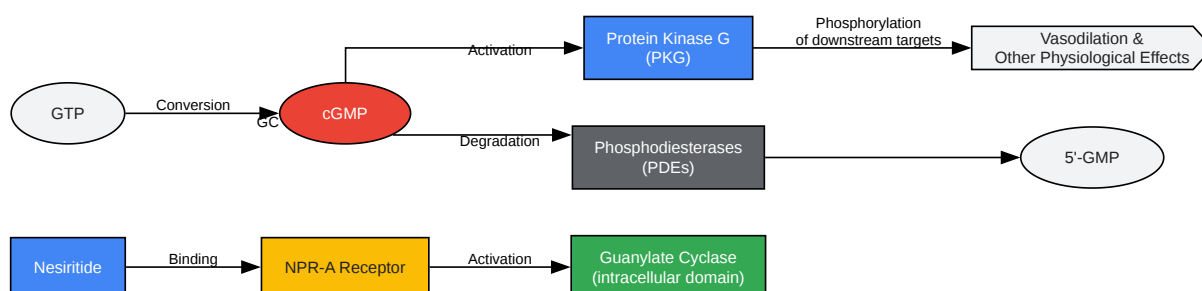 Phosphorylation
of downstream targets
Activation
Protein Kinase G
(PKG)
Vasodilation &
Other Physiological Effects
GTP
Conversion
GC
cGMP
Degradation
Phosphodiesterases
(PDEs)
5'-GMP
Nesiritide
Binding
NPR-A Receptor
Activation
Guanylate Cyclase
(intracellular domain)